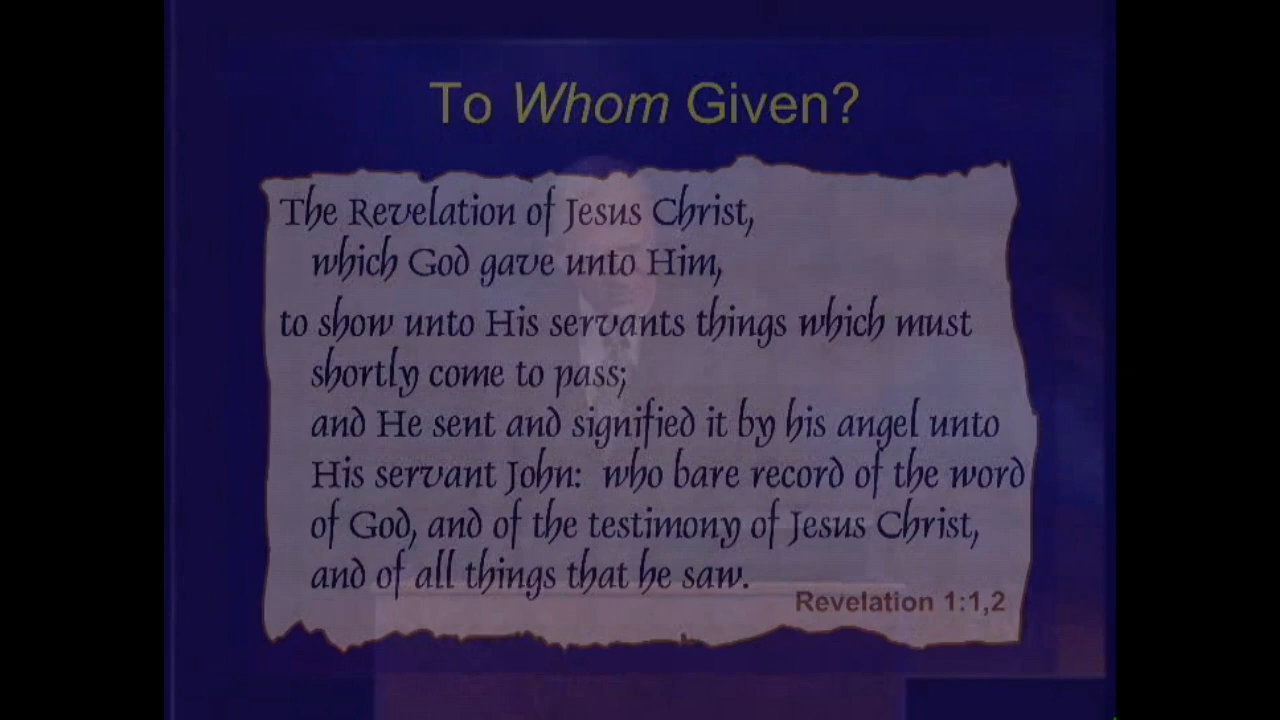 To Whom Given?
The Revelation of Jesus Christ,
which God gave unto Him,
to show unto His servants things which must
shortly come to pass;
and He sent and signified it by his angel unto
His servant John: who bare record of the word
of God, and of the testimony of Jesus Christ,
and of all things that he saw.
Revelation 1:1,2